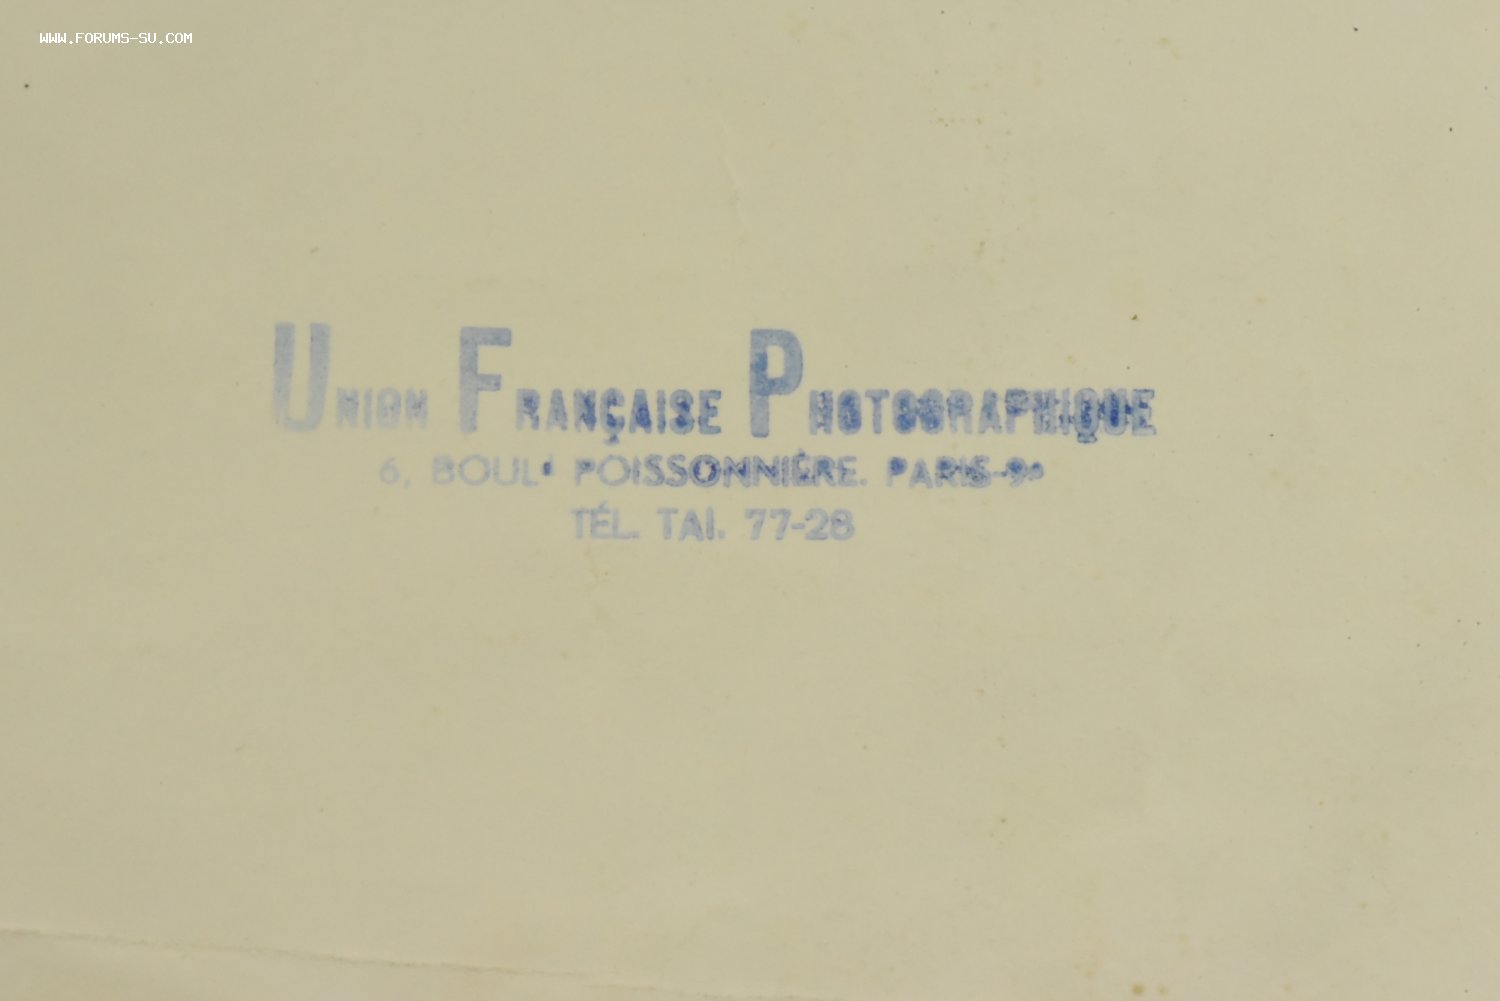 WWW.FORUMS-SU.COM
UNION FRANÇAISE PHOTOGRAPHIQUE
6, BOULᵈ POISSONNIÈRE. PARIS-9ᵉ
TÉL. TAI. 77-28